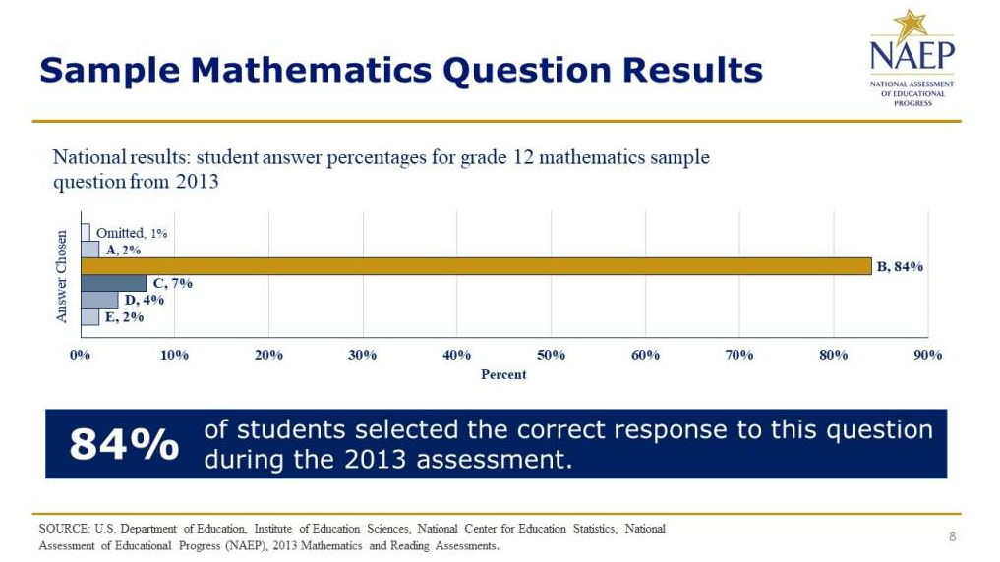 Sample Mathematics Question Results
NAEP
NATIONAL ASSESSMENT
OF EDUCATIONAL
PROGRESS
National results: student answer percentages for grade 12 mathematics sample
question from 2013
Answer Chosen
Omitted, 1%
A, 2%
B, 84%
C, 7%
D, 4%
E, 2%
0% 10% 20% 30% 40% 50% 60% 70% 80% 90%
Percent
84%
of students selected the correct response to this question
during the 2013 assessment.
SOURCE: U.S. Department of Education, Institute of Education Sciences, National Center for Education Statistics, National
Assessment of Educational Progress (NAEP), 2013 Mathematics and Reading Assessments.
8